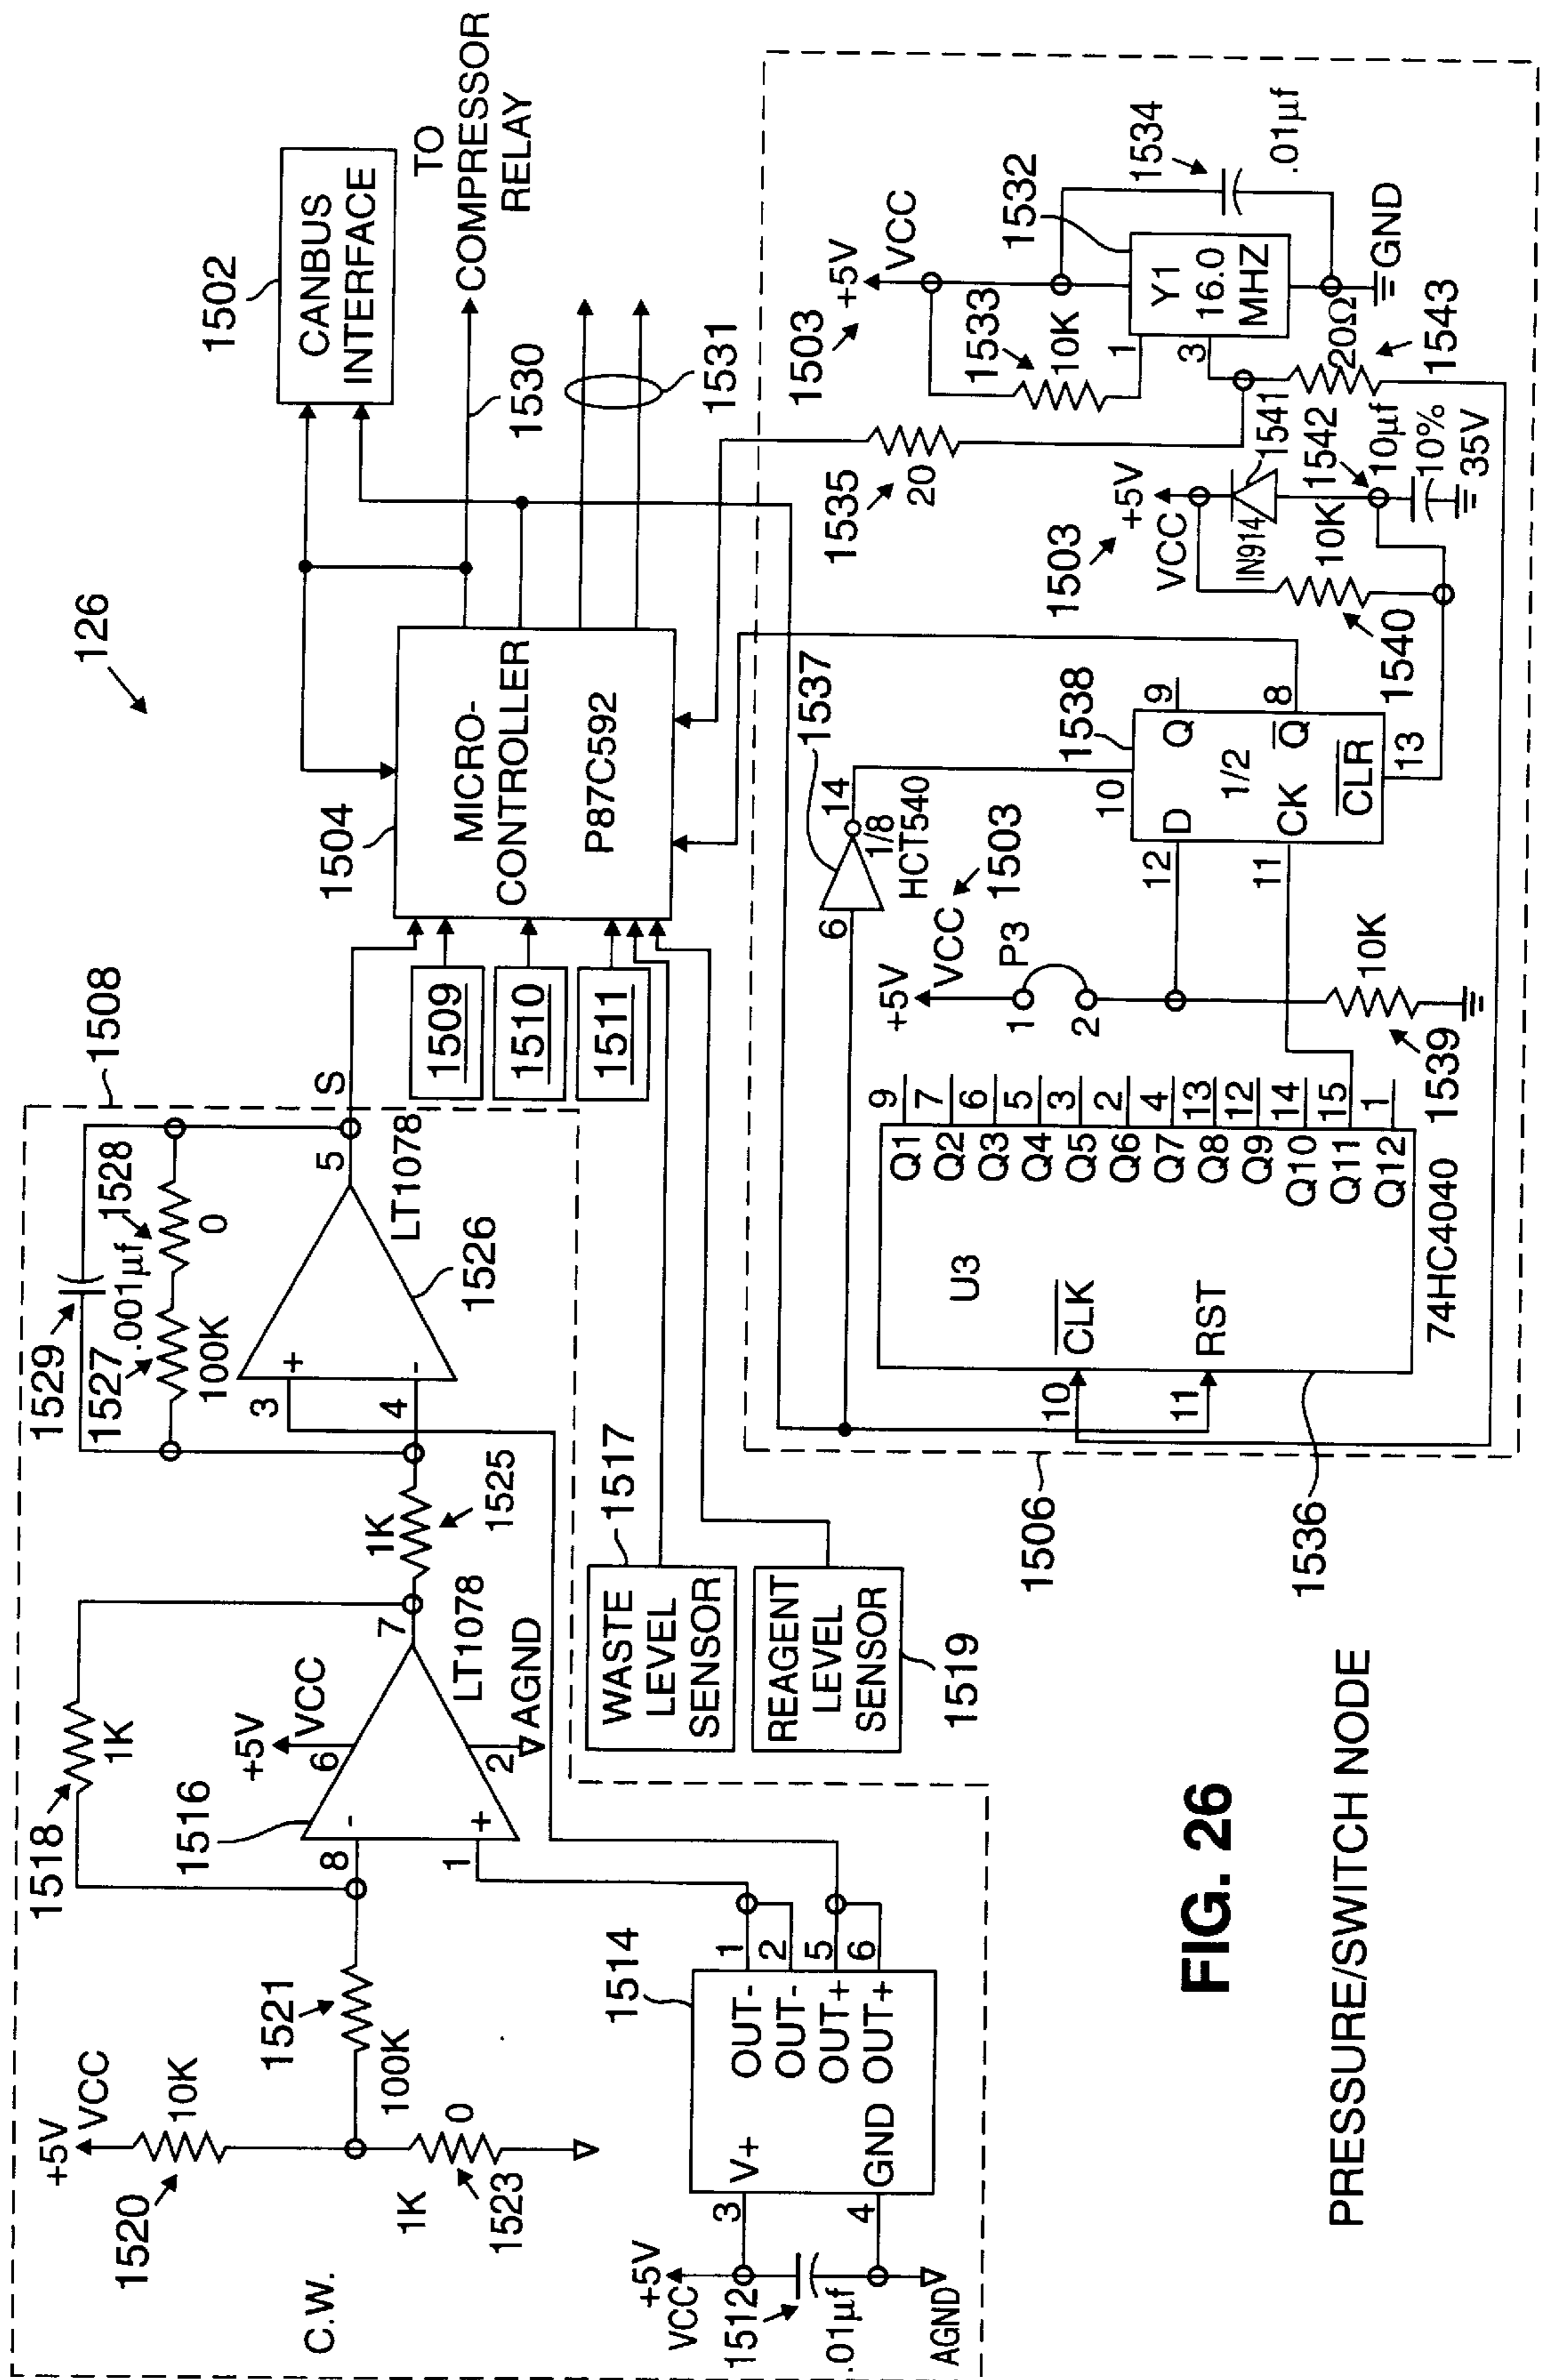 126
1508
C.W.
+5V
VCC
10K
1520
1521
100K
0
1K
1523
1518
1K
1516
+5V
VCC
6
8
-
1
+
2
AGND
7
LT1078
1K
1525
1529
.001µf
1527
100K
1528
0
3
+
4
-
5
S
LT1078
1526
+5V
VCC
1512
.01µf
AGND
3
V+
4
GND
OUT-
OUT-
OUT+
OUT+
1
2
5
6
1514
WASTE
LEVEL
SENSOR
1517
REAGENT
LEVEL
SENSOR
1519
1509
1510
1511
1504
MICRO-
CONTROLLER
P87C592
1502
CANBUS
INTERFACE
TO
COMPRESSOR
RELAY
1530
1531
1506
1536
U3
CLK
RST
10
11
Q1
Q2
Q3
Q4
Q5
Q6
Q7
Q8
Q9
Q10
Q11
Q12
9
7
6
5
3
2
4
13
12
14
15
1
74HC4040
+5V
VCC
1503
P3
1
2
10K
1539
6
1537
14
1/8
HCT540
1538
10
12
D
Q
9
1/2
11
CK
Q
8
CLR
13
1503
+5V
VCC
IN914
1541
10K
1540
1542
10µf
10%
35V
1535
20
1503
+5V
VCC
1533
10K
1532
1
3
Y1
16.0
MHZ
1534
.01µf
GND
20Ω
1543
FIG. 26
PRESSURE/SWITCH NODE